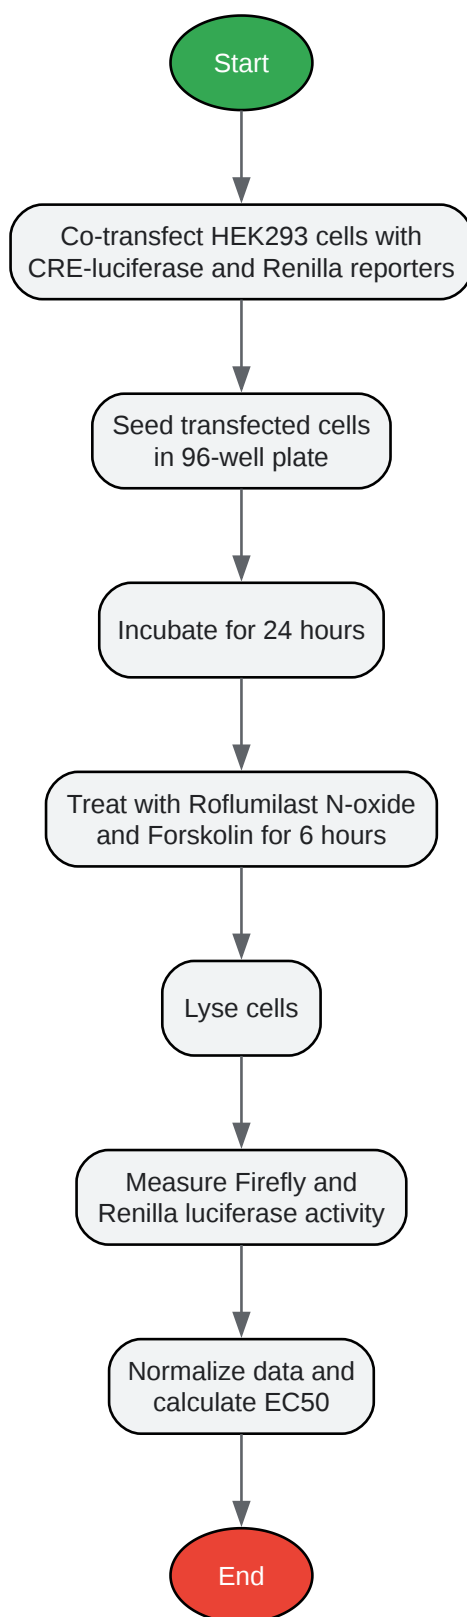 Start
Co-transfect HEK293 cells with
CRE-luciferase and Renilla reporters
Seed transfected cells
in 96-well plate
Incubate for 24 hours
Treat with Roflumilast N-oxide
and Forskolin for 6 hours
Lyse cells
Measure Firefly and
Renilla luciferase activity
Normalize data and
calculate EC50
End